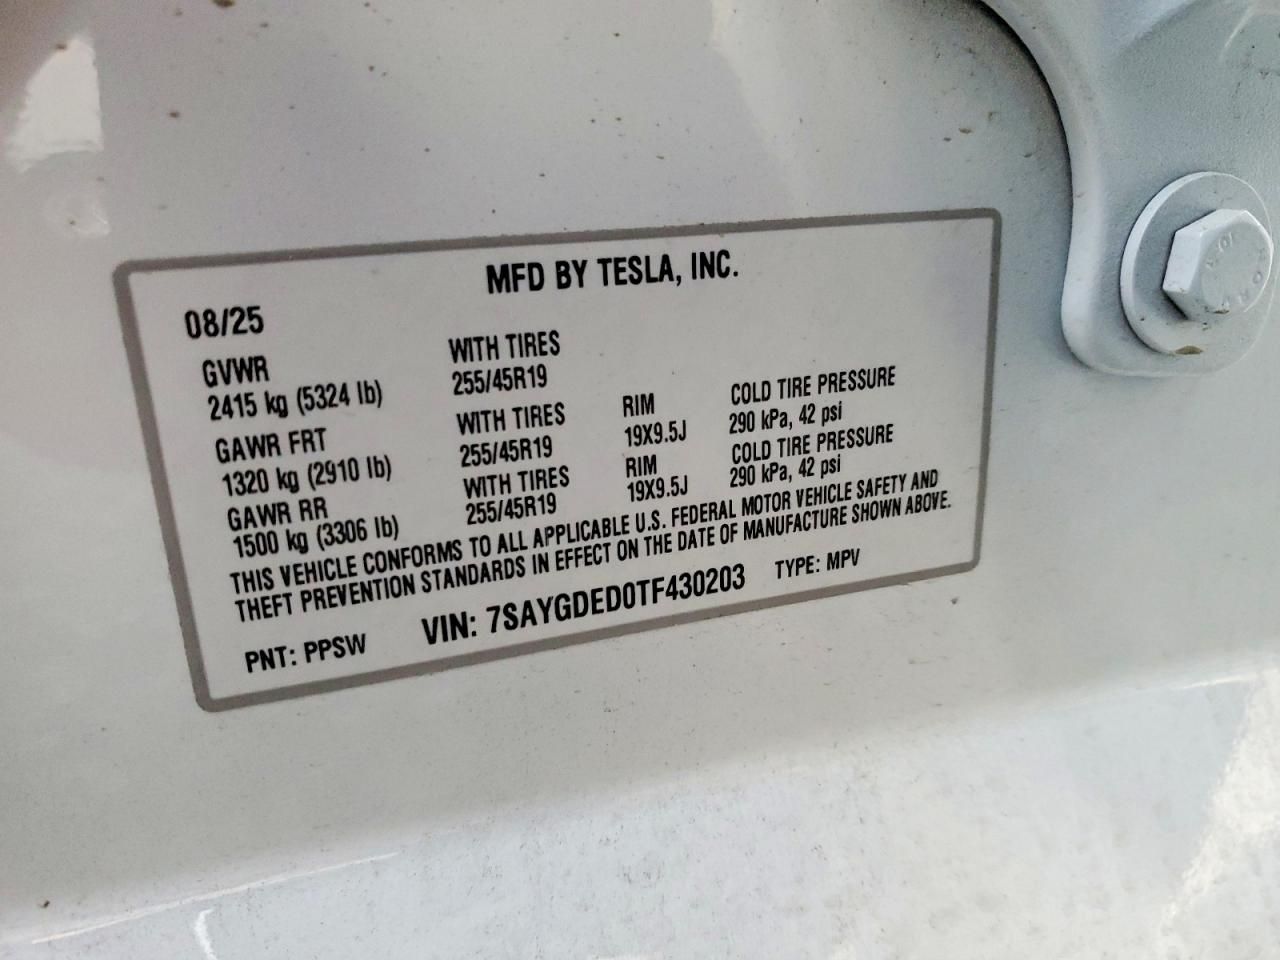 MFD BY TESLA, INC.
08/25
GVWR WITH TIRES
2415 kg (5324 lb) 255/45R19
GAWR FRT WITH TIRES RIM COLD TIRE PRESSURE
1320 kg (2910 lb) 255/45R19 19X9.5J 290 kPa, 42 psi
GAWR RR WITH TIRES RIM COLD TIRE PRESSURE
1500 kg (3306 lb) 255/45R19 19X9.5J 290 kPa, 42 psi
THIS VEHICLE CONFORMS TO ALL APPLICABLE U.S. FEDERAL MOTOR VEHICLE SAFETY AND
THEFT PREVENTION STANDARDS IN EFFECT ON THE DATE OF MANUFACTURE SHOWN ABOVE.
PNT: PPSW VIN: 7SAYGDED0TF430203 TYPE: MPV